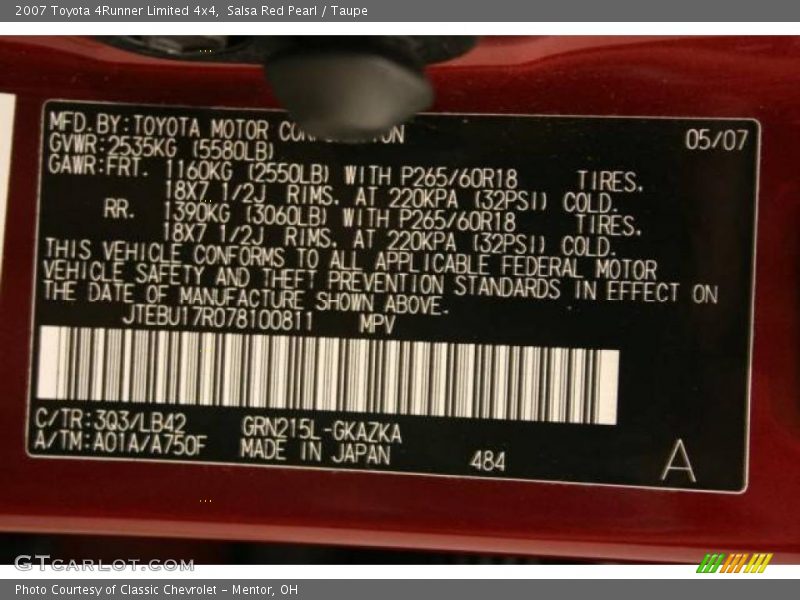 2007 Toyota 4Runner Limited 4x4, Salsa Red Pearl / Taupe
MFD.BY:TOYOTA MOTOR 05/07
GVWR:2535KG (5580LB)
GAWR:FRT. 1160KG (2550LB) WITH P265/60R18 TIRES.
18X7 1/2J RIMS. AT 220KPA (32PSI) COLD.
RR. 1390KG (3060LB) WITH P265/60R18 TIRES.
18X7 1/2J RIMS. AT 220KPA (32PSI) COLD.
THIS VEHICLE CONFORMS TO ALL APPLICABLE FEDERAL MOTOR
VEHICLE SAFETY AND THEFT PREVENTION STANDARDS IN EFFECT ON
THE DATE OF MANUFACTURE SHOWN ABOVE.
JTEBU17R078100811 MPV
C/TR:3Q3/LB42 GRN215L-GKAZKA
A/TM:A01A/A750F MADE IN JAPAN 484 A
GTCARLOT.COM
Photo Courtesy of Classic Chevrolet - Mentor, OH